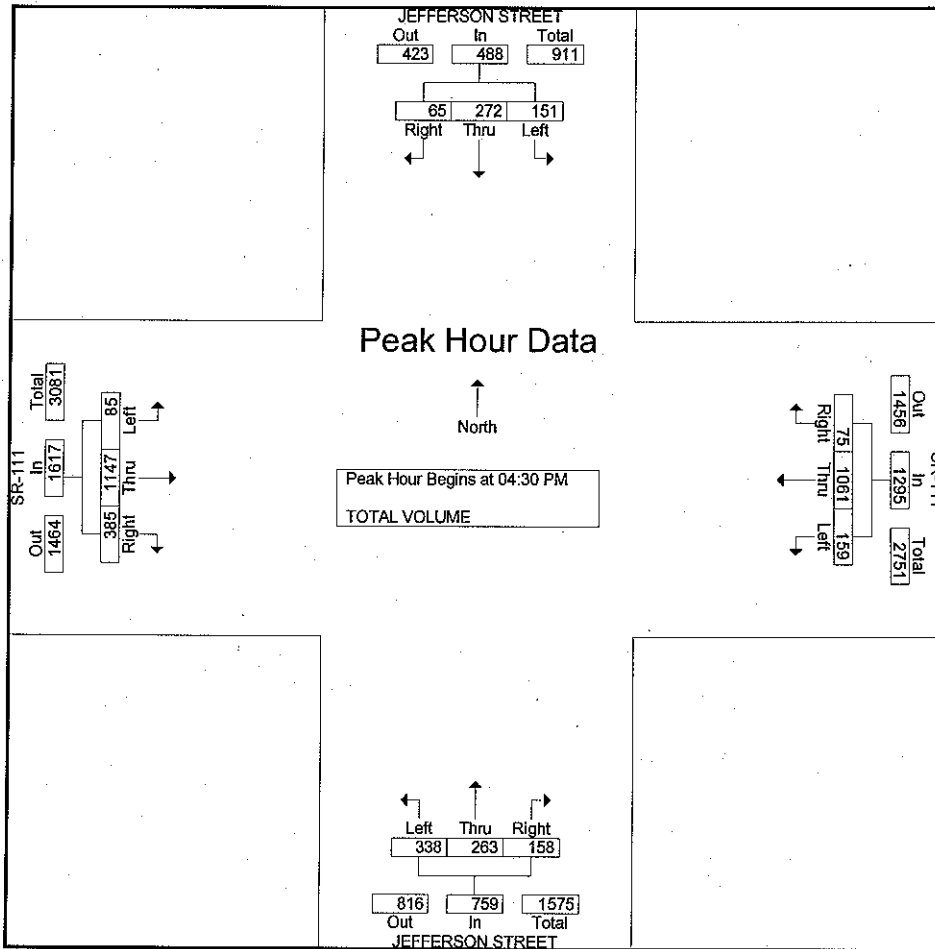 JEFFERSON STREET
Out In Total
423 488 911
65 272 151
Right Thru Left
Peak Hour Data
North
Peak Hour Begins at 04:30 PM
TOTAL VOLUME
SR-111
Out In Total
1464 1617 3081
385 1147 85
Right Thru Left
Out In Total
1456 1295 2751
75 1061 159
Right Thru Left
Left Thru Right
338 263 158
816 759 1575
Out In Total
JEFFERSON STREET